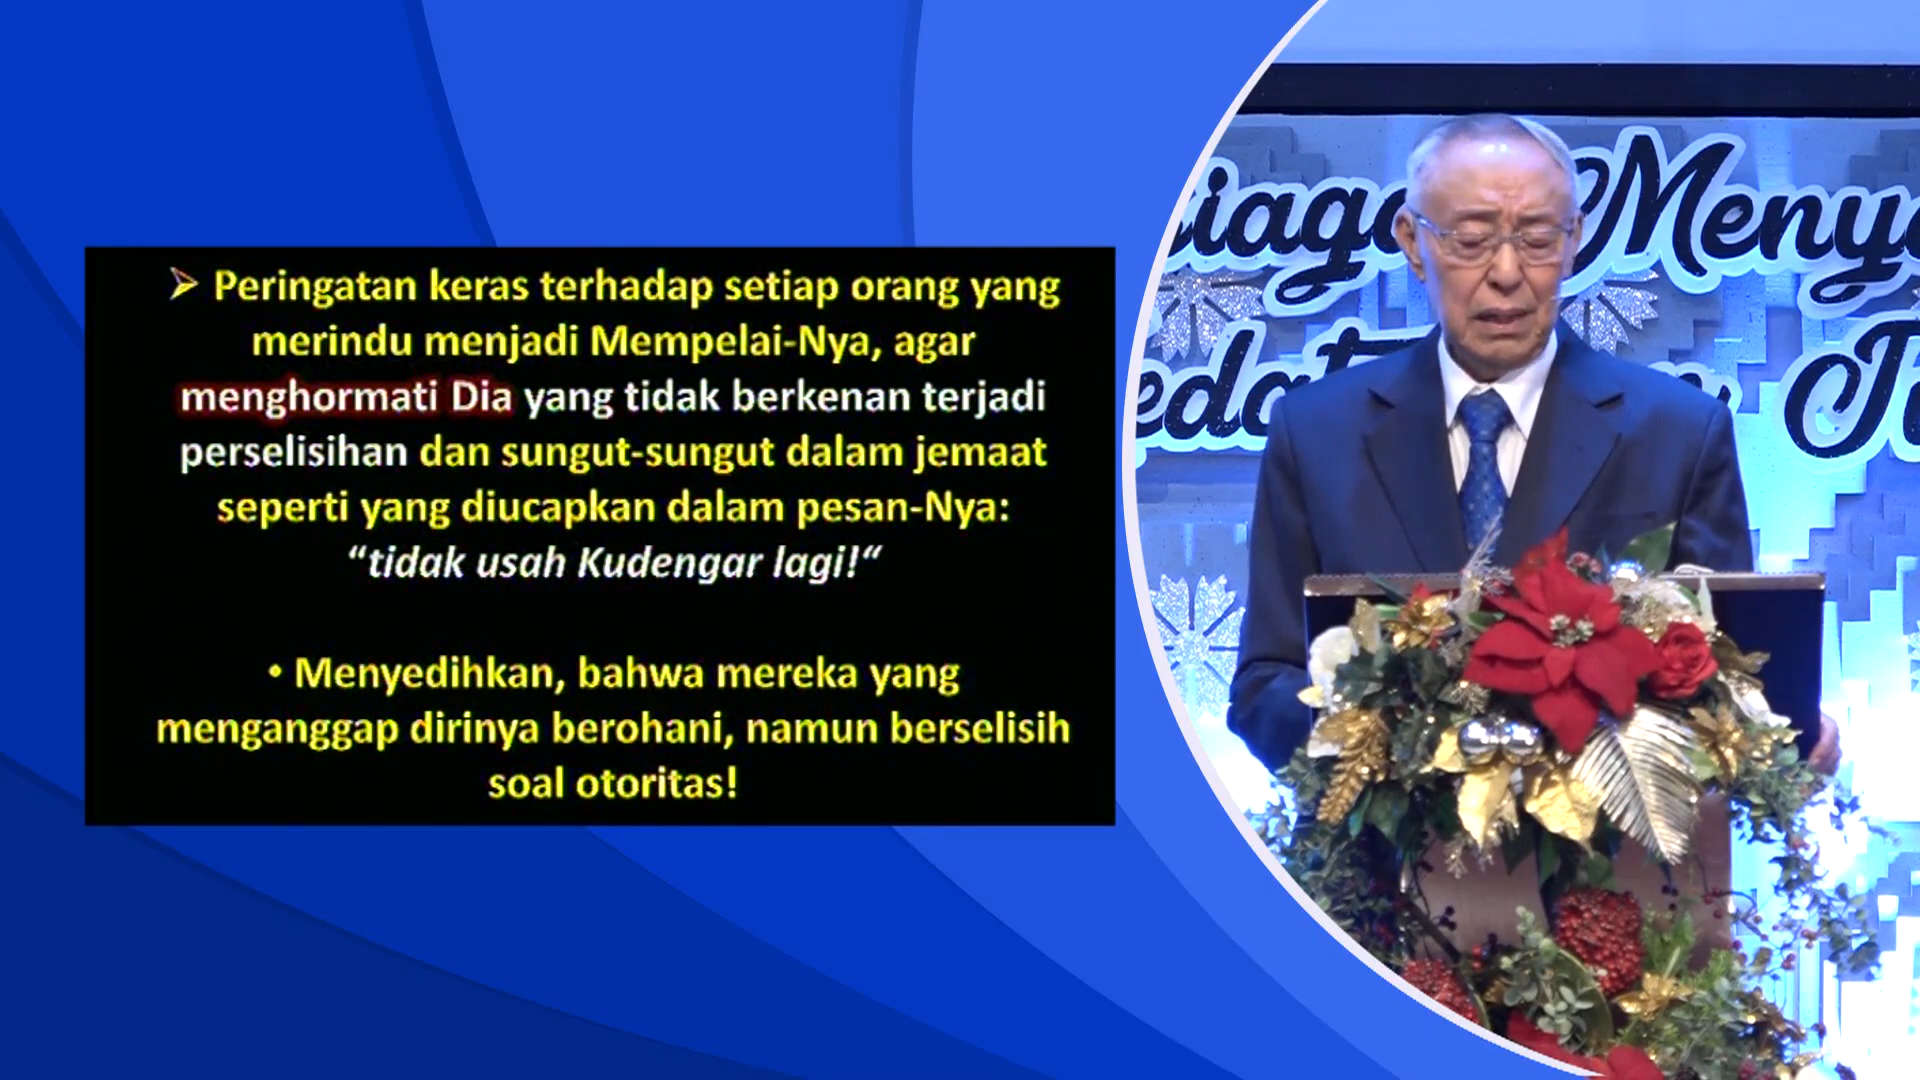 ➢ Peringatan keras terhadap setiap orang yang
merindu menjadi Mempelai-Nya, agar
menghormati Dia yang tidak berkenan terjadi
perselisihan dan sungut-sungut dalam jemaat
seperti yang diucapkan dalam pesan-Nya:
“tidak usah Kudengar lagi!“
• Menyedihkan, bahwa mereka yang
menganggap dirinya berohani, namun berselisih
soal otoritas!